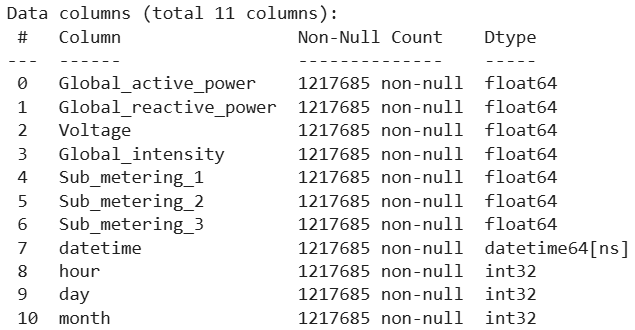 Data columns (total 11 columns):
 #   Column                 Non-Null Count    Dtype
---  ------                 --------------    -----
 0   Global_active_power    1217685 non-null  float64
 1   Global_reactive_power  1217685 non-null  float64
 2   Voltage                1217685 non-null  float64
 3   Global_intensity       1217685 non-null  float64
 4   Sub_metering_1         1217685 non-null  float64
 5   Sub_metering_2         1217685 non-null  float64
 6   Sub_metering_3         1217685 non-null  float64
 7   datetime               1217685 non-null  datetime64[ns]
 8   hour                   1217685 non-null  int32
 9   day                    1217685 non-null  int32
 10  month                  1217685 non-null  int32